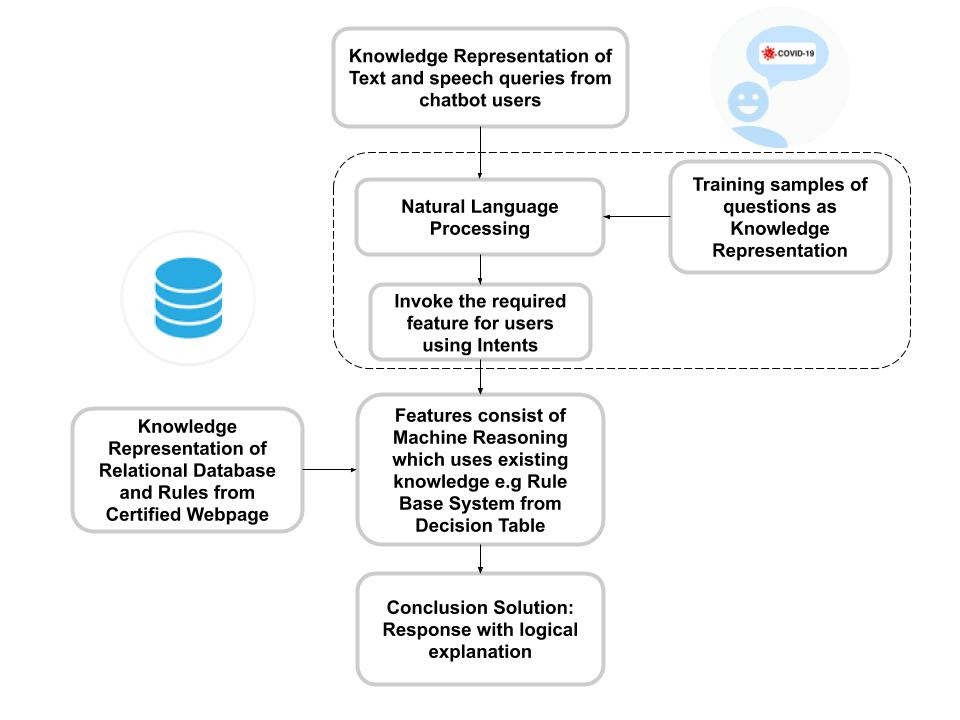 Knowledge Representation of
Text and speech queries from
chatbot users
COVID-19
Natural Language
Processing
Training samples of
questions as
Knowledge
Representation
Invoke the required
feature for users
using Intents
Knowledge
Representation of
Relational Database
and Rules from
Certified Webpage
Features consist of
Machine Reasoning
which uses existing
knowledge e.g Rule
Base System from
Decision Table
Conclusion Solution:
Response with logical
explanation